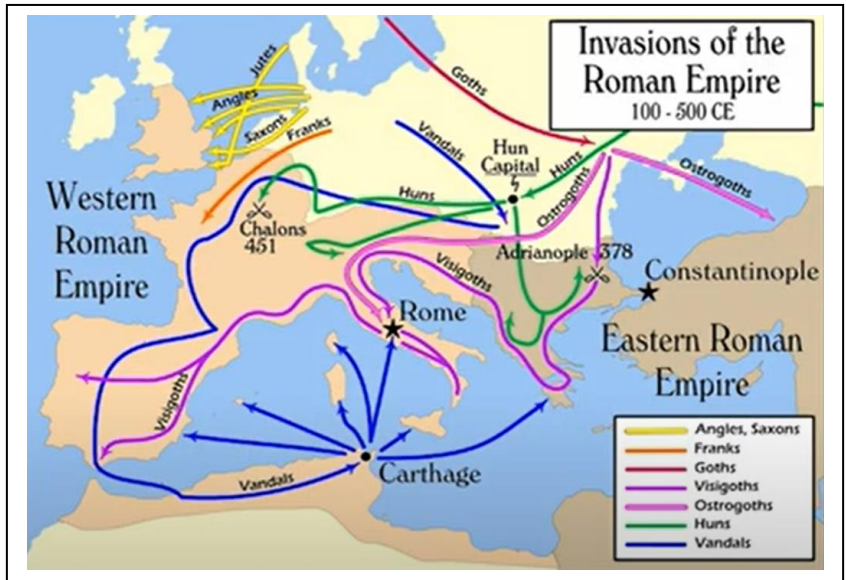 Invasions of the
Roman Empire
100 - 500 CE
Jutes
Angles
Saxons
Franks
Goths
Vandals
Hun
Capital
Huns
Ostrogoths
Ostrogoths
Huns
Western
Roman
Empire
Chalons
451
Adrianople 378
Constantinople
Visigoths
Rome
Eastern Roman
Empire
Visigoths
Carthage
Vandals
Angles, Saxons
Franks
Goths
Visigoths
Ostrogoths
Huns
Vandals